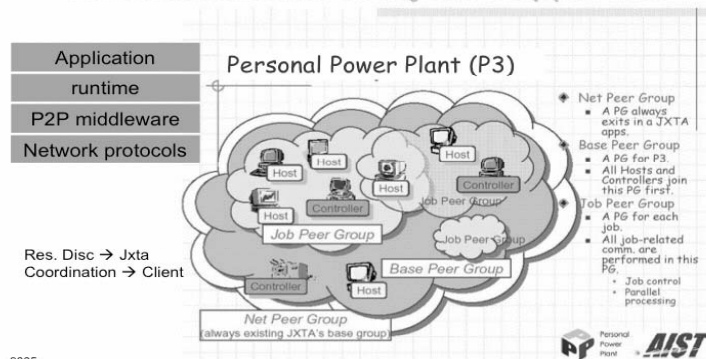 Application
runtime
P2P middleware
Network protocols
Res. Disc → Jxta
Coordination → Client
Personal Power Plant (P3)
Host
Host
Host
Host
Host
Controller
Controller
Job Peer Group
Job Peer Group
Job Peer Group
Base Peer Group
Controller
Host
Net Peer Group
(always existing JXTA's base group)
Net Peer Group
A PG always
exits in a JXTA
apps.
Base Peer Group
A PG for P3.
All Hosts and
Controllers join
this PG first.
Job Peer Group
A PG for each
job.
All job-related
comm. are
performed in this
PG.
Job control
Parallel
processing
Personal
Power
Plant
AIST